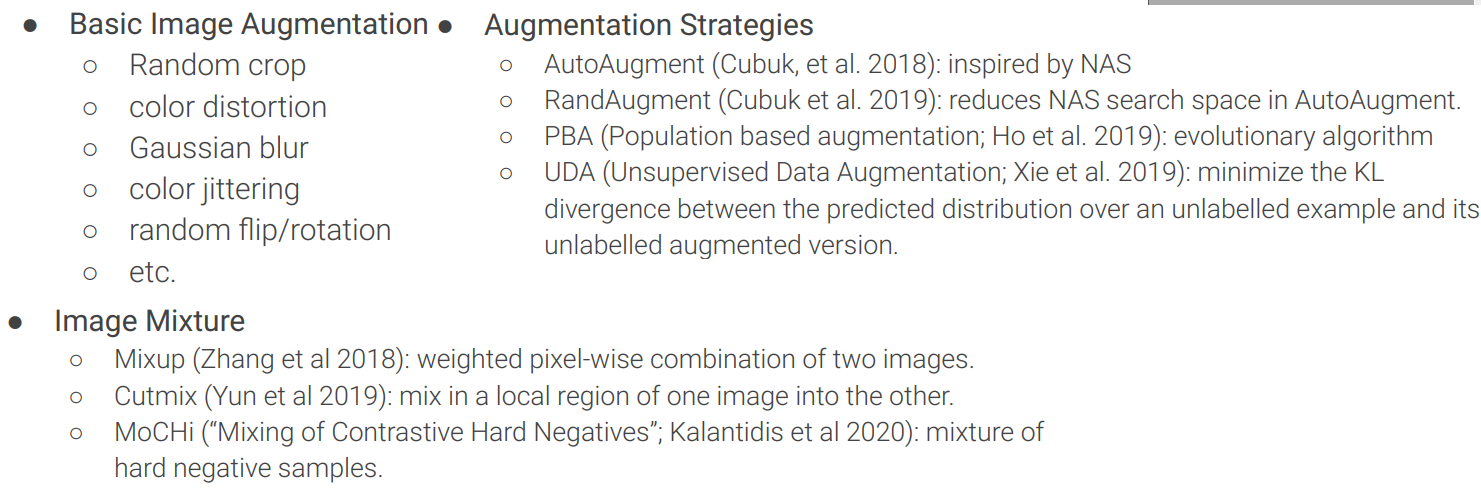 ● Basic Image Augmentation
○ Random crop
○ color distortion
○ Gaussian blur
○ color jittering
○ random flip/rotation
○ etc.
● Augmentation Strategies
○ AutoAugment (Cubuk, et al. 2018): inspired by NAS
○ RandAugment (Cubuk et al. 2019): reduces NAS search space in AutoAugment.
○ PBA (Population based augmentation; Ho et al. 2019): evolutionary algorithm
○ UDA (Unsupervised Data Augmentation; Xie et al. 2019): minimize the KL
divergence between the predicted distribution over an unlabelled example and its
unlabelled augmented version.
● Image Mixture
○ Mixup (Zhang et al 2018): weighted pixel-wise combination of two images.
○ Cutmix (Yun et al 2019): mix in a local region of one image into the other.
○ MoCHi (“Mixing of Contrastive Hard Negatives”; Kalantidis et al 2020): mixture of
hard negative samples.